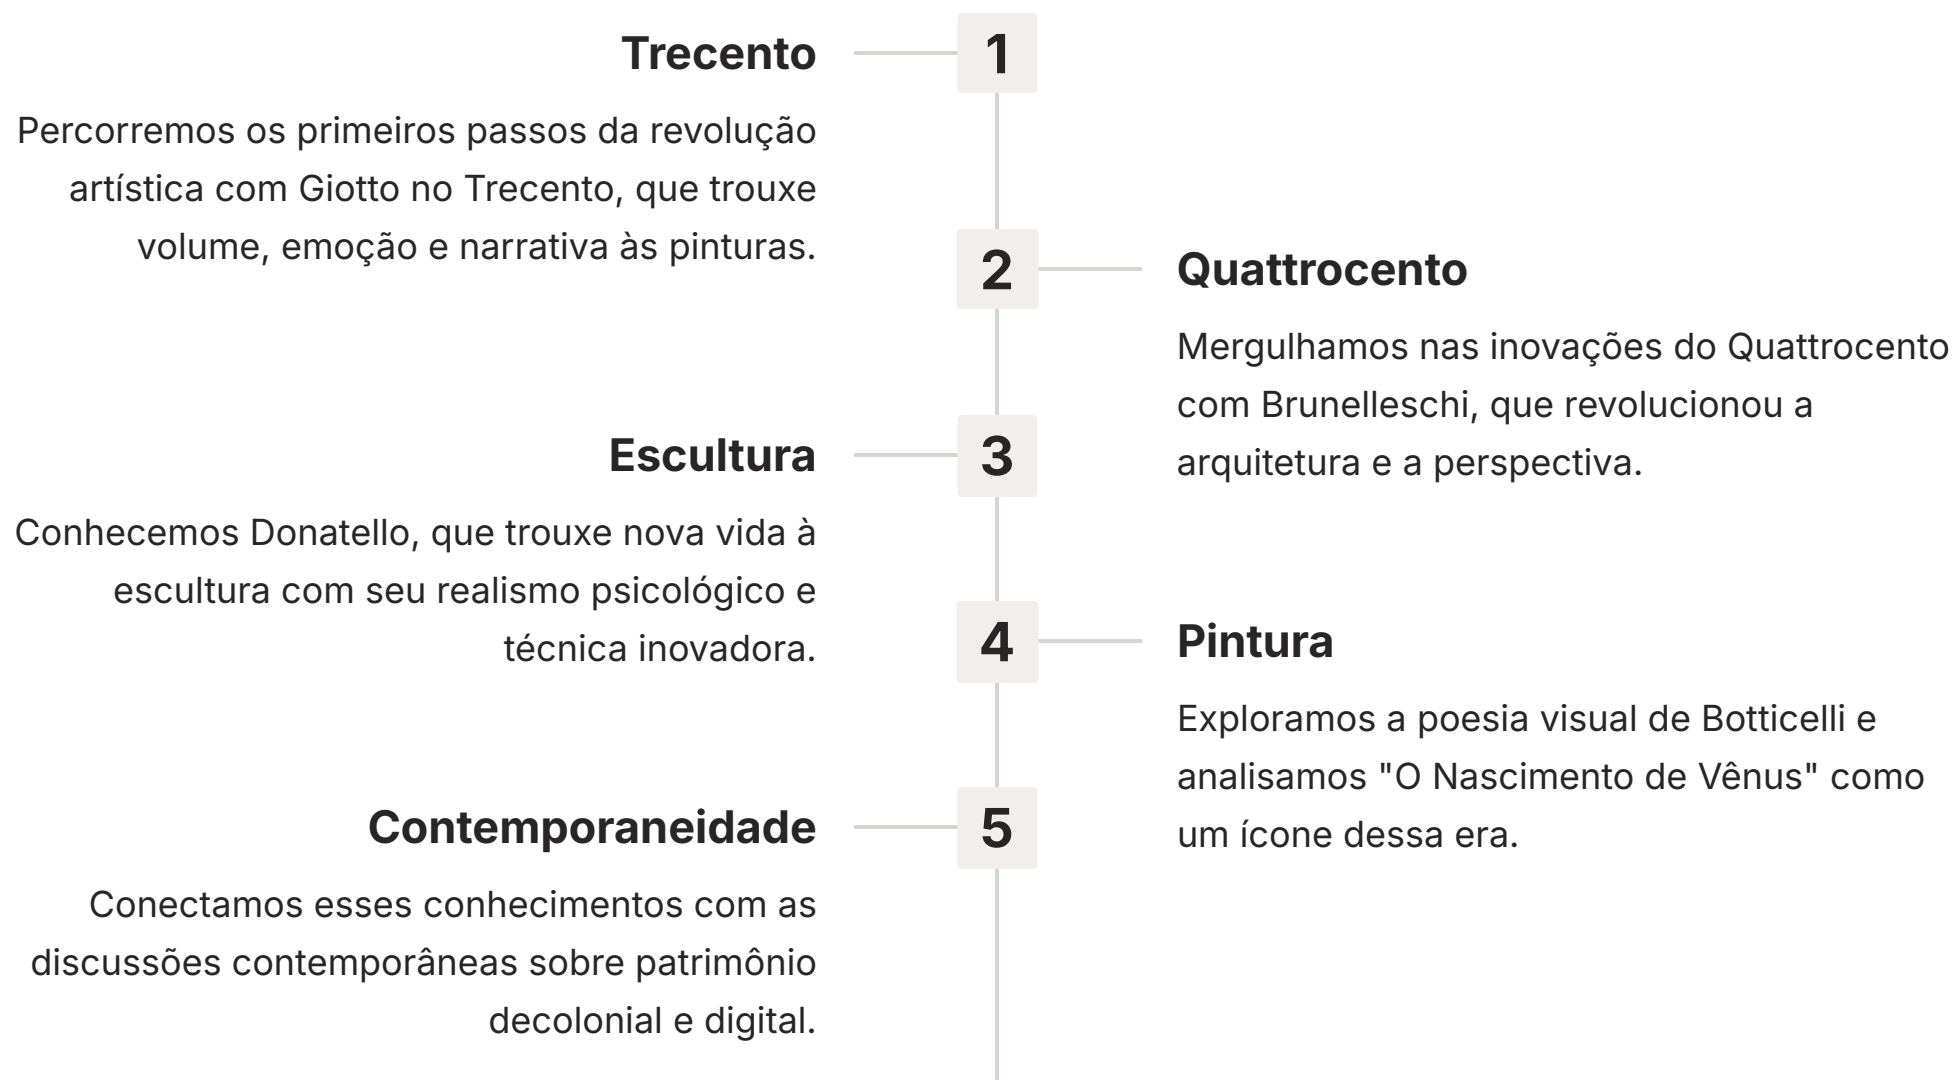 Trecento
1
Percorremos os primeiros passos da revolução
artística com Giotto no Trecento, que trouxe
volume, emoção e narrativa às pinturas.
2
Quattrocento
Mergulhamos nas inovações do Quattrocento
com Brunelleschi, que revolucionou a
arquitetura e a perspectiva.
Escultura
3
Conhecemos Donatello, que trouxe nova vida à
escultura com seu realismo psicológico e
técnica inovadora.
4
Pintura
Exploramos a poesia visual de Botticelli e
analisamos "O Nascimento de Vênus" como
um ícone dessa era.
Contemporaneidade
5
Conectamos esses conhecimentos com as
discussões contemporâneas sobre patrimônio
decolonial e digital.